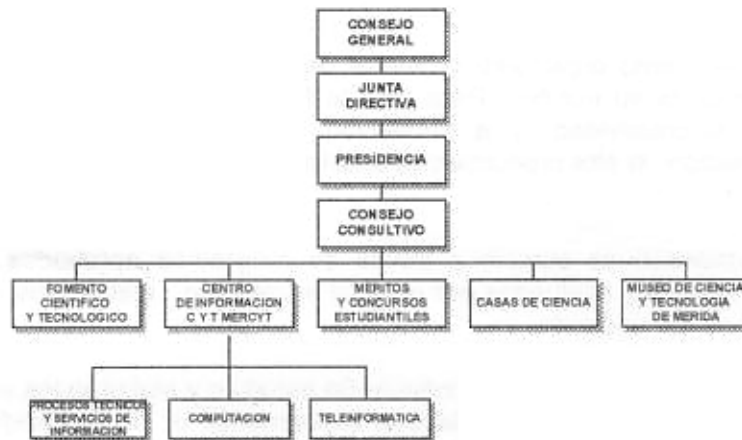 CONSEJO
GENERAL
JUNTA
DIRECTIVA
PRESIDENCIA
CONSEJO
CONSULTIVO
FOMENTO
CIENTIFICO
Y TECNOLOGICO
CENTRO
DE INFORMACION
C Y T MERCYT
MERITOS
Y CONCURSOS
ESTUDIANTILES
CASAS DE CIENCIA
MUSEO DE CIENCIA
Y TECNOLOGIA
DE MERIDA
PROCESOS TECNICOS
Y SERVICIOS DE
INFORMACION
COMPUTACION
TELEINFORMATICA